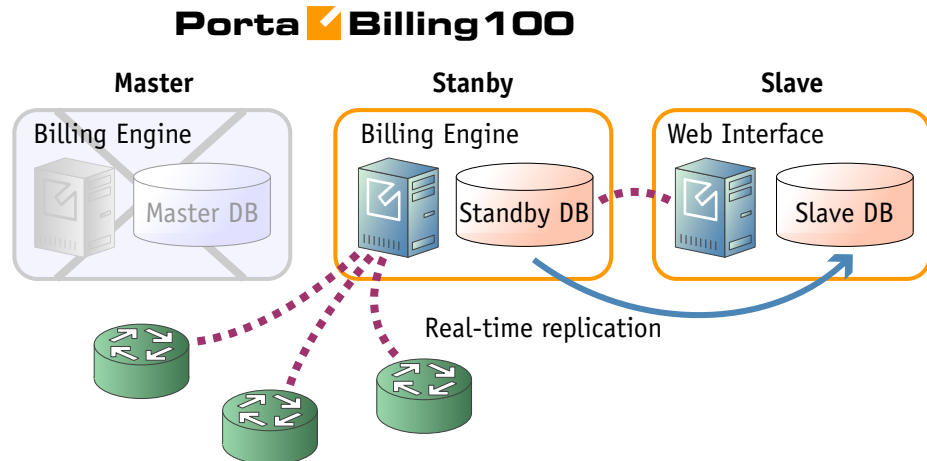 Porta Billing100
Master
Stanby
Slave
Billing Engine
Billing Engine
Web Interface
Master DB
Standby DB
Slave DB
Real-time replication